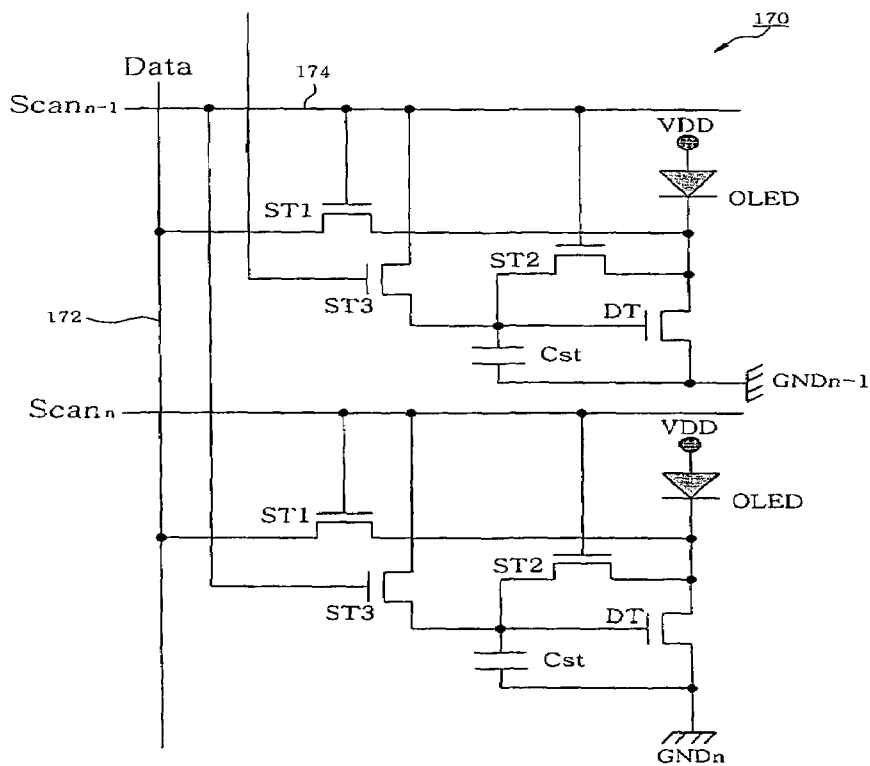 170
Data
174
Scann-1
VDD
OLED
ST1
ST2
ST3
DT
172
Cst
GNDn-1
Scann
VDD
OLED
ST1
ST2
ST3
DT
Cst
GNDn